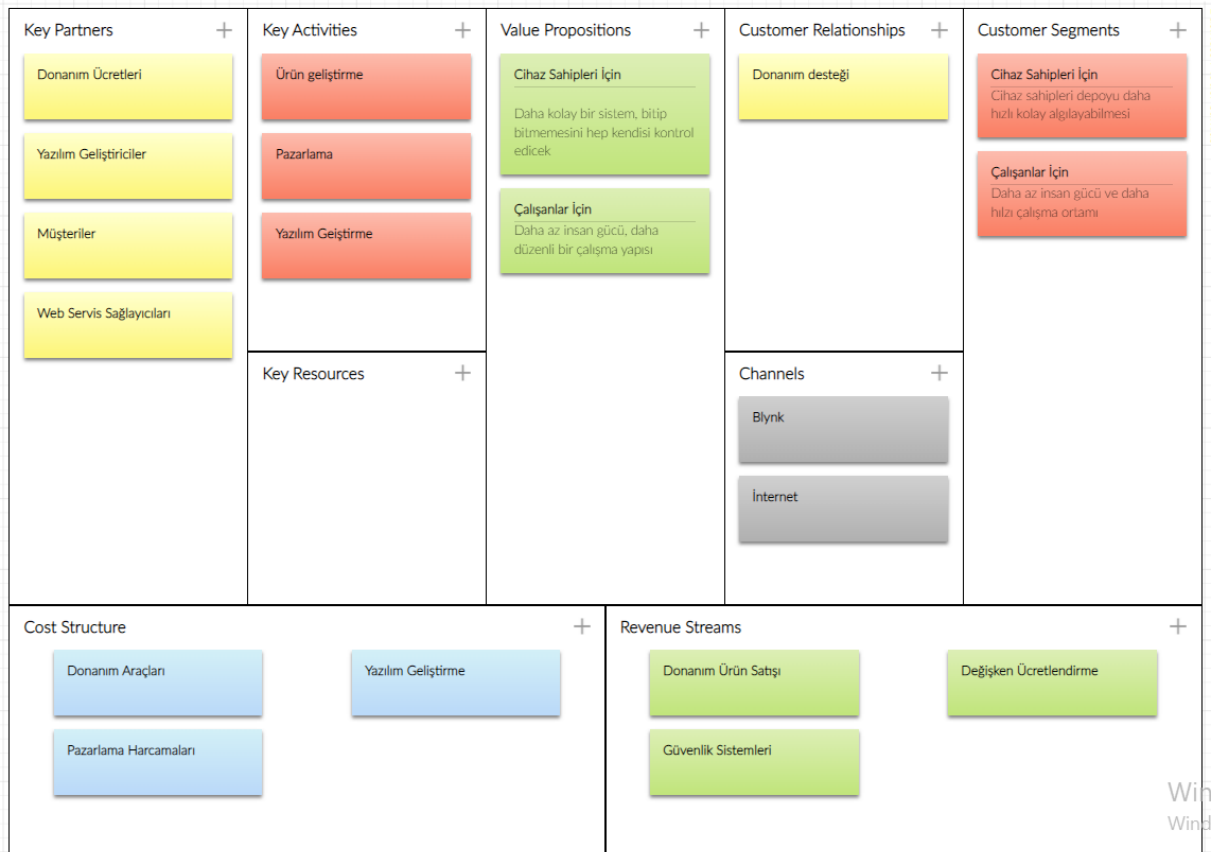 Key Partners
Donanım Ücretleri
Yazılım Geliştiriciler
Müşteriler
Web Servis Sağlayıcıları
Key Activities
Ürün geliştirme
Pazarlama
Yazılım Geiştirme
Key Resources
Value Propositions
Cihaz Sahipleri İçin
Daha kolay bir sistem, bitip
bitmemesini hep kendisi kontrol
edicek
Çalışanlar İçin
Daha az insan gücü, daha
düzenli bir çalışma yapısı
Customer Relationships
Donanım desteği
Channels
Blynk
İnternet
Customer Segments
Cihaz Sahipleri İçin
Cihaz sahipleri depoyu daha
hızlı kolay algılayabilmesi
Çalışanlar İçin
Daha az insan gücü ve daha
hılzı çalışma ortamı
Cost Structure
Donanım Araçları
Yazılım Geliştirme
Pazarlama Harcamaları
Revenue Streams
Donanım Ürün Satışı
Değişken Ücretlendirme
Güvenlik Sistemleri
Win
Wind